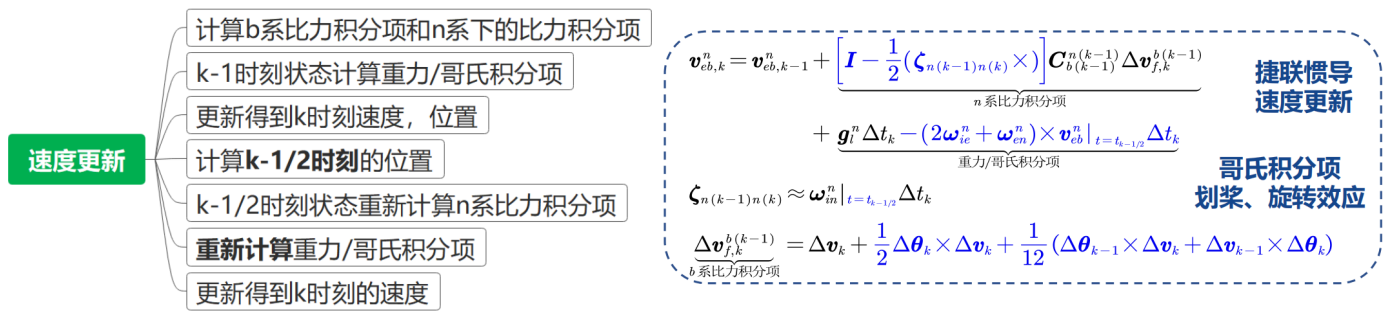 速度更新
计算b系比力积分项和n系下的比力积分项
k-1时刻状态计算重力/哥氏积分项
更新得到k时刻速度，位置
计算k-1/2时刻的位置
k-1/2时刻状态重新计算n系比力积分项
重新计算重力/哥氏积分项
更新得到k时刻的速度
v^n_{eb,k} = v^n_{eb,k-1} + [I - 1/2 (ζ_{n(k-1)n(k)} ×)] C^{n(k-1)}_{b(k-1)} Δv^{b(k-1)}_{f,k}
n 系比力积分项
+ g^n_l Δt_k - (2ω^n_{ie} + ω^n_{en}) × v^n_{eb}|_{t=t_{k-1/2}} Δt_k
重力/哥氏积分项
ζ_{n(k-1)n(k)} ≈ ω^n_{in}|_{t=t_{k-1/2}} Δt_k
Δv^{b(k-1)}_{f,k} = Δv_k + 1/2 Δθ_k × Δv_k + 1/12 (Δθ_{k-1} × Δv_k + Δv_{k-1} × Δθ_k)
b 系比力积分项
捷联惯导
速度更新
哥氏积分项
划桨、旋转效应